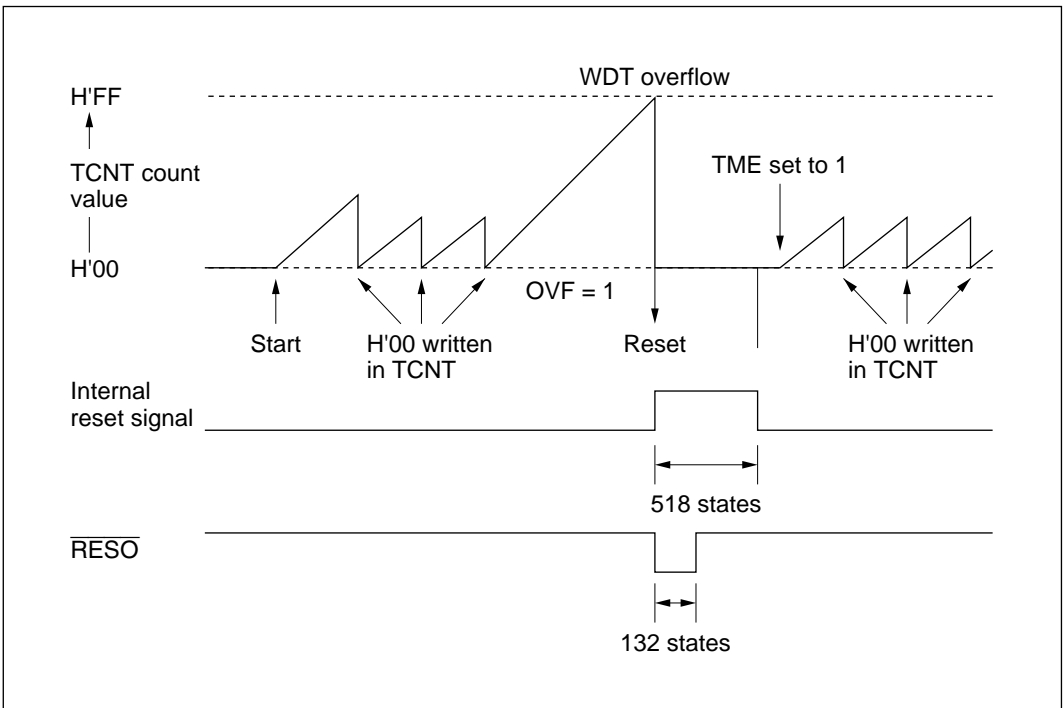 WDT overflow
H'FF
TCNT count
value
TME set to 1
H'00
OVF = 1
Start
H'00 written
in TCNT
Reset
H'00 written
in TCNT
Internal
reset signal
518 states
RESO
132 states